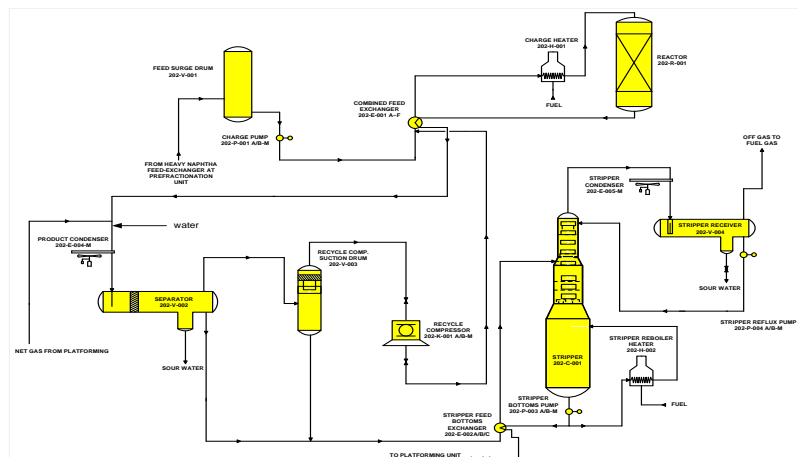 CHARGE HEATER
202-H-001
REACTOR
202-R-001
FUEL
FEED SURGE DRUM
202-V-001
COMBINED FEED
EXCHANGER
202-E-001 A~F
CHARGE PUMP
202-P-001 A/B-M
FROM HEAVY NAPHTHA
FEED-EXCHANGER AT
PREFRACTIONATION
UNIT
OFF GAS TO
FUEL GAS
STRIPPER
CONDENSER
202-E-005-M
STRIPPER RECEIVER
202-V-004
SOUR WATER
STRIPPER REFLUX PUMP
202-P-004 A/B-M
water
PRODUCT CONDENSER
202-E-004-M
RECYCLE COMP.
SUCTION DRUM
202-V-003
SEPARATOR
202-V-002
RECYCLE
COMPRESSOR
202-K-001 A/B-M
NET GAS FROM PLATFORMING
SOUR WATER
STRIPPER
202-C-001
STRIPPER REBOILER
HEATER
202-H-002
FUEL
STRIPPER
BOTTOMS PUMP
202-P-003 A/B-M
STRIPPER FEED
BOTTOMS
EXCHANGER
202-E-002A/B/C
TO PLATFORMING UNIT